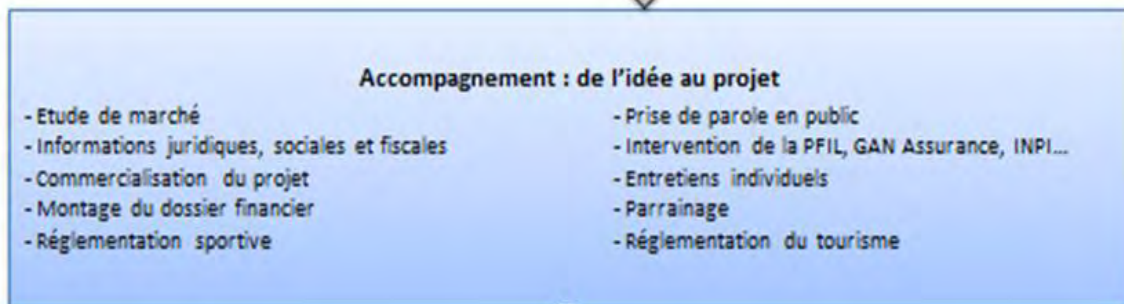 Accompagnement : de l'idée au projet
- Etude de marché
- Informations juridiques, sociales et fiscales
- Commercialisation du projet
- Montage du dossier financier
- Réglementation sportive
- Prise de parole en public
- Intervention de la PFIL, GAN Assurance, INPI...
- Entretiens individuels
- Parrainage
- Réglementation du tourisme